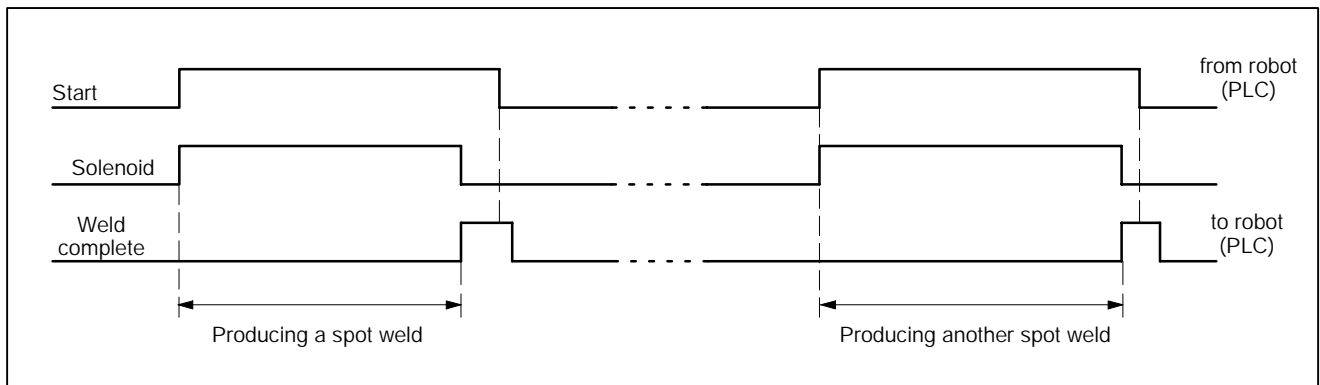 Start
from robot
(PLC)
Solenoid
Weld
complete
to robot
(PLC)
Producing a spot weld
Producing another spot weld